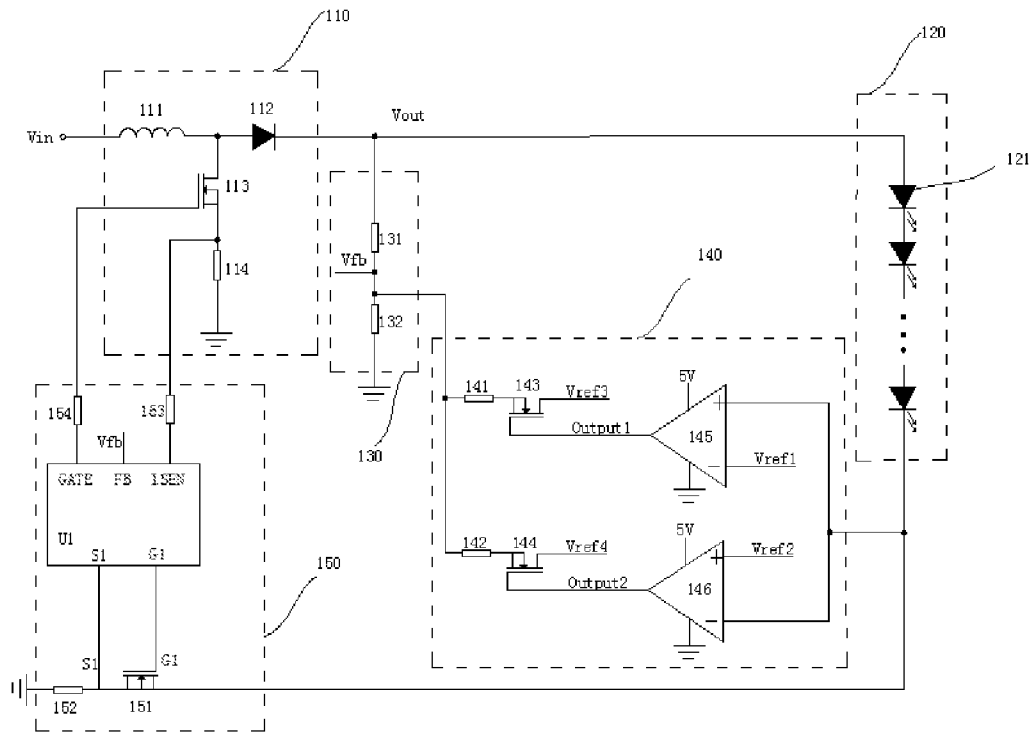 110
120
111
112
Vout
Vin
121
113
131
Vfb
114
140
132
5V
141
143
Vref3
154
153
Output1
145
Vfb
130
Vref1
GATE
FB
ISEN
5V
U1
142
144
Vref4
Vref2
S1
G1
150
Output2
146
S1
G1
152
151